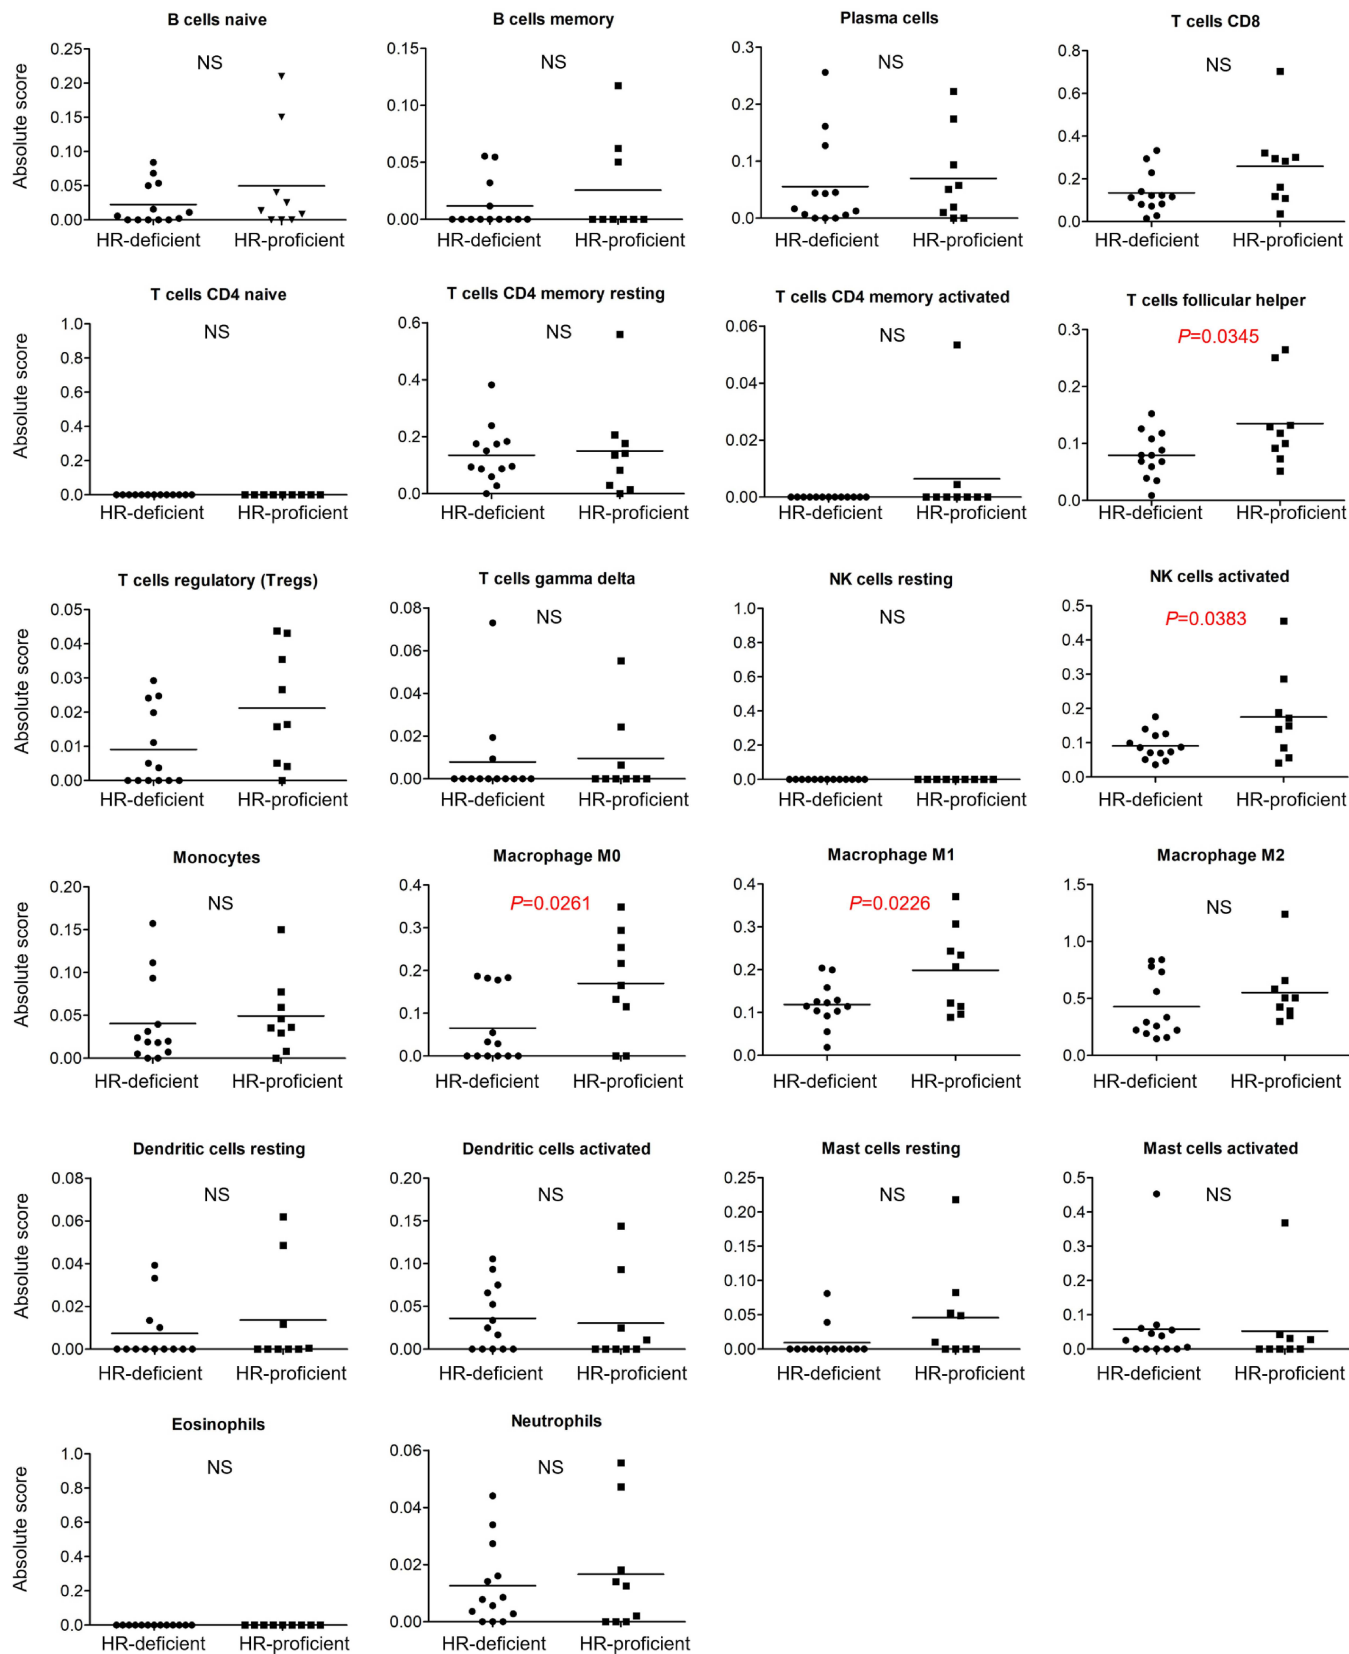 B cells naive
B cells memory
Plasma cells
T cells CD8
Absolute score
0.25
0.20
0.15
0.10
0.05
0.00
NS
HR-deficient HR-proficient
0.15
0.10
0.05
0.00
NS
HR-deficient HR-proficient
0.3
0.2
0.1
0.0
NS
HR-deficient HR-proficient
0.8
0.6
0.4
0.2
0.0
NS
HR-deficient HR-proficient
T cells CD4 naive
T cells CD4 memory resting
T cells CD4 memory activated
T cells follicular helper
Absolute score
1.0
0.8
0.6
0.4
0.2
0.0
NS
HR-deficient HR-proficient
0.6
0.4
0.2
0.0
NS
HR-deficient HR-proficient
0.06
0.04
0.02
0.00
NS
HR-deficient HR-proficient
0.3
0.2
0.1
0.0
P=0.0345
HR-deficient HR-proficient
T cells regulatory (Tregs)
T cells gamma delta
NK cells resting
NK cells activated
Absolute score
0.05
0.04
0.03
0.02
0.01
0.00
HR-deficient HR-proficient
0.08
0.06
0.04
0.02
0.00
NS
HR-deficient HR-proficient
1.0
0.8
0.6
0.4
0.2
0.0
NS
HR-deficient HR-proficient
0.5
0.4
0.3
0.2
0.1
0.0
P=0.0383
HR-deficient HR-proficient
Monocytes
Macrophage M0
Macrophage M1
Macrophage M2
Absolute score
0.20
0.15
0.10
0.05
0.00
NS
HR-deficient HR-proficient
0.4
0.3
0.2
0.1
0.0
P=0.0261
HR-deficient HR-proficient
0.4
0.3
0.2
0.1
0.0
P=0.0226
HR-deficient HR-proficient
1.5
1.0
0.5
0.0
NS
HR-deficient HR-proficient
Dendritic cells resting
Dendritic cells activated
Mast cells resting
Mast cells activated
Absolute score
0.08
0.06
0.04
0.02
0.00
NS
HR-deficient HR-proficient
0.20
0.15
0.10
0.05
0.00
NS
HR-deficient HR-proficient
0.25
0.20
0.15
0.10
0.05
0.00
NS
HR-deficient HR-proficient
0.5
0.4
0.3
0.2
0.1
0.0
NS
HR-deficient HR-proficient
Eosinophils
Neutrophils
Absolute score
1.0
0.8
0.6
0.4
0.2
0.0
NS
HR-deficient HR-proficient
0.06
0.04
0.02
0.00
NS
HR-deficient HR-proficient